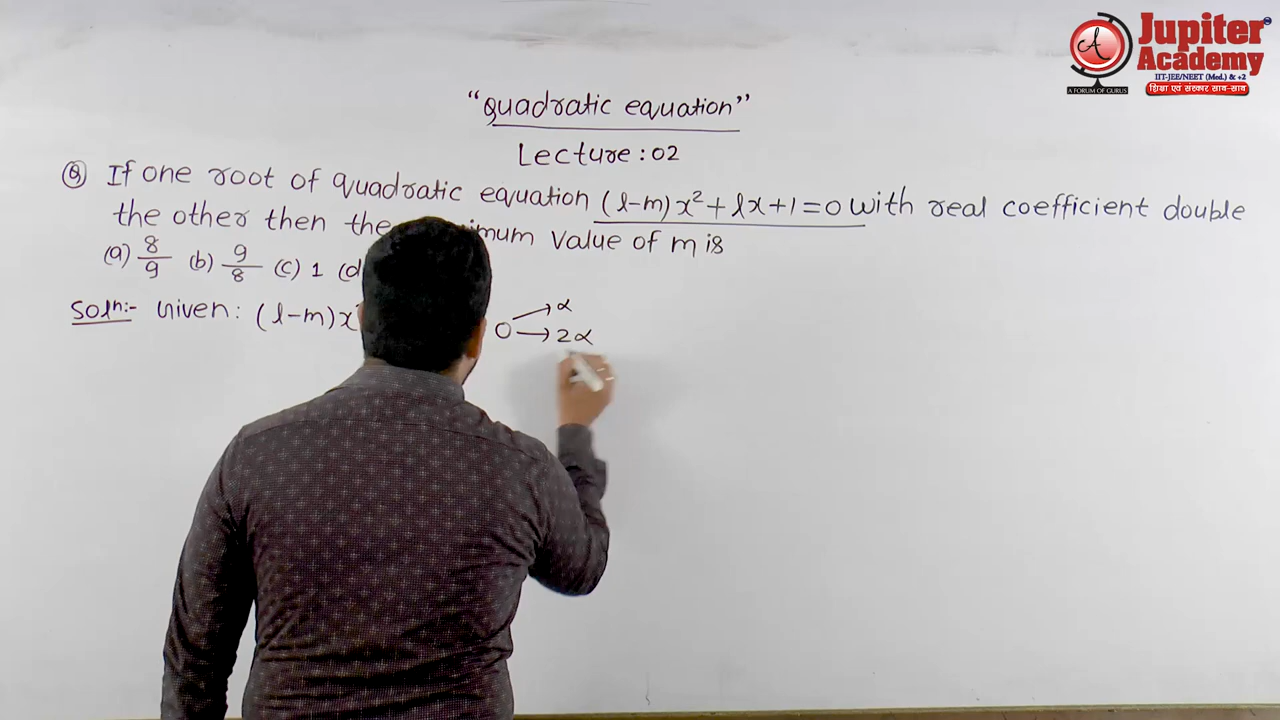 Jupiter
Academy
IIT-JEE/NEET (Med.) & +2
A FORUM OF GURUS
शिक्षा एवं संस्कार साथ-साथ
"Quadratic equation"
Lecture : 02
Q If one root of quadratic equation (l-m)x²+lx+1=0 with real coefficient double
the other then the value of m is
(a) 8/9 (b) 9/8 (c) 1 (d
Solⁿ:- Given: (l-m)x 0 → α
→ 2α